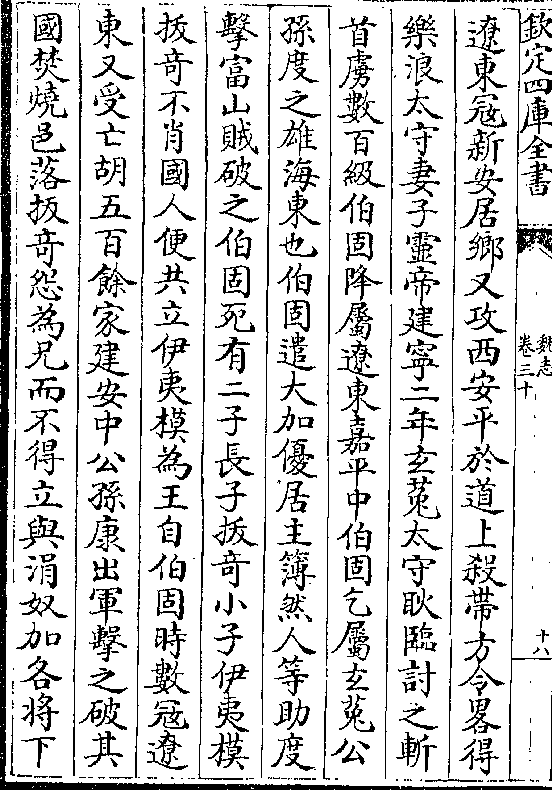 欽定四庫全書
魏志
卷三十
十八
遼東冦新安居鄉又攻西安平於道上殺帶方令畧得
樂浪太守妻子靈帝建寧二年玄菟太守耿臨討之斬
首虜數百級伯固降屬遼東嘉平中伯固乞屬玄菟公
孫度之雄海東也伯固遣大加優居主簿然人等助度
擊富山賊破之伯固死有二子長子拔奇小子伊夷模
拔奇不肖國人便共立伊夷模為王自伯固時數冦遼
東又受亡胡五百餘家建安中公孫康出軍擊之破其
國焚燒邑落拔奇怨為兄而不得立與涓奴加各將下